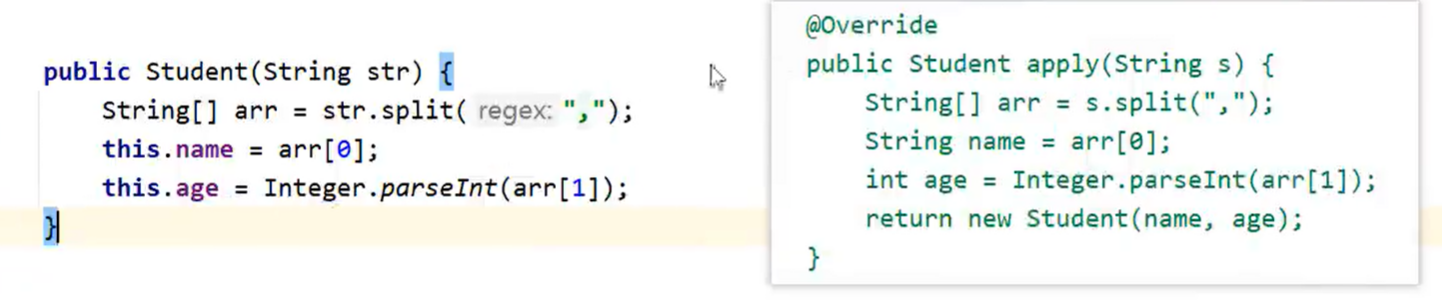 public Student(String str) {
String[] arr = str.split( regex: ",");
this.name = arr[0];
this.age = Integer.parseInt(arr[1]);
}
@Override
public Student apply(String s) {
String[] arr = s.split(",");
String name = arr[0];
int age = Integer.parseInt(arr[1]);
return new Student(name, age);
}